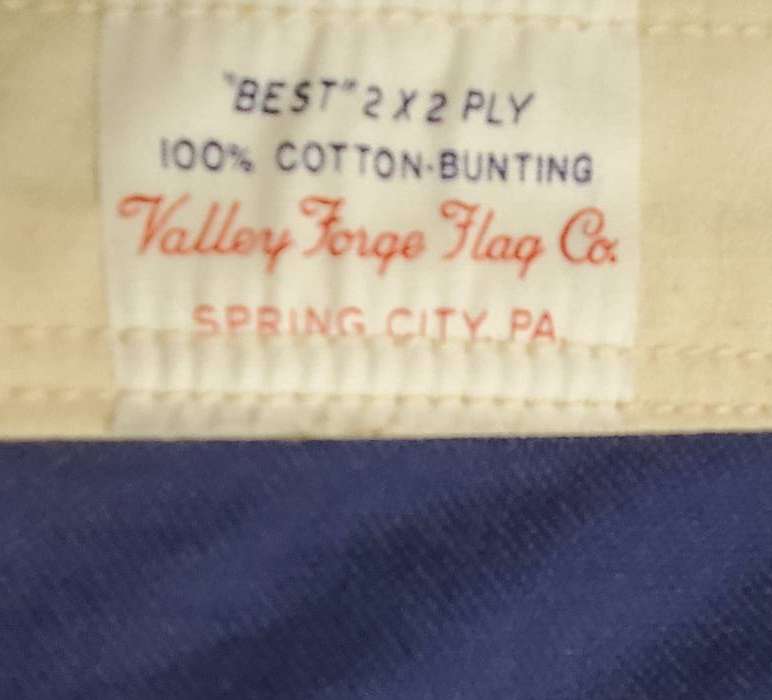 "BEST" 2 X 2 PLY
100% COTTON-BUNTING
Valley Forge Flag Co.
SPRING CITY, PA.